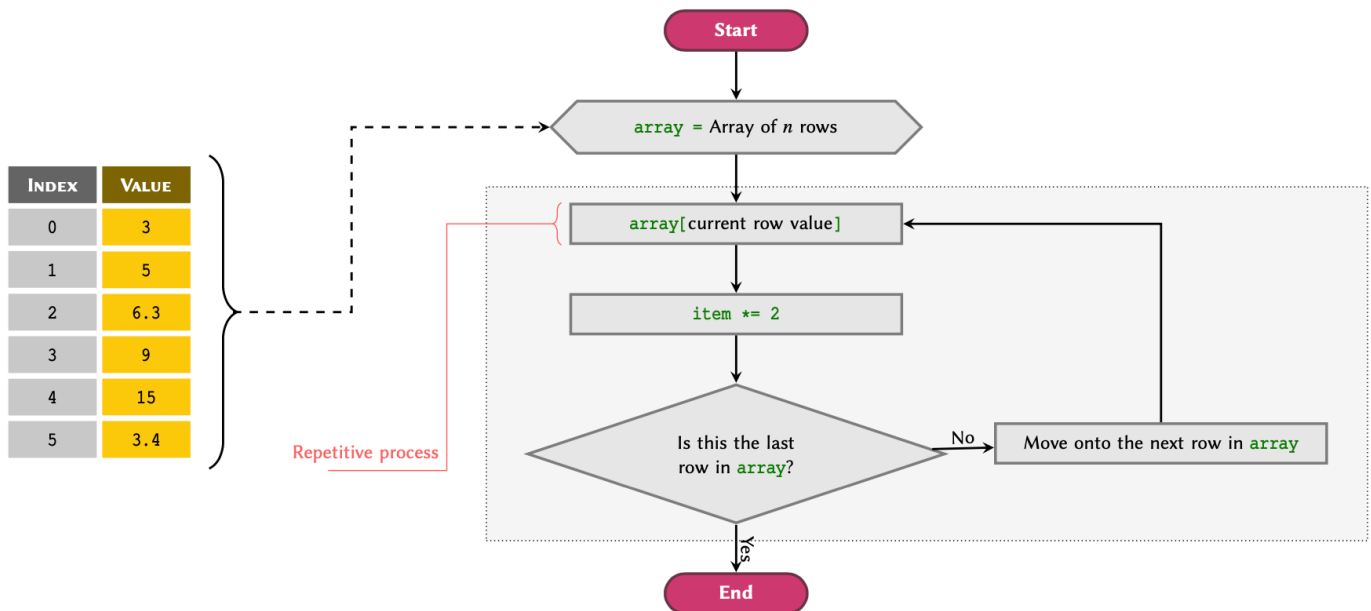 Start
array = Array of n rows
INDEX VALUE
0 3
1 5
2 6.3
3 9
4 15
5 3.4
array[current row value]
item *= 2
Repetitive process
Is this the last
row in array?
No
Move onto the next row in array
Yes
End